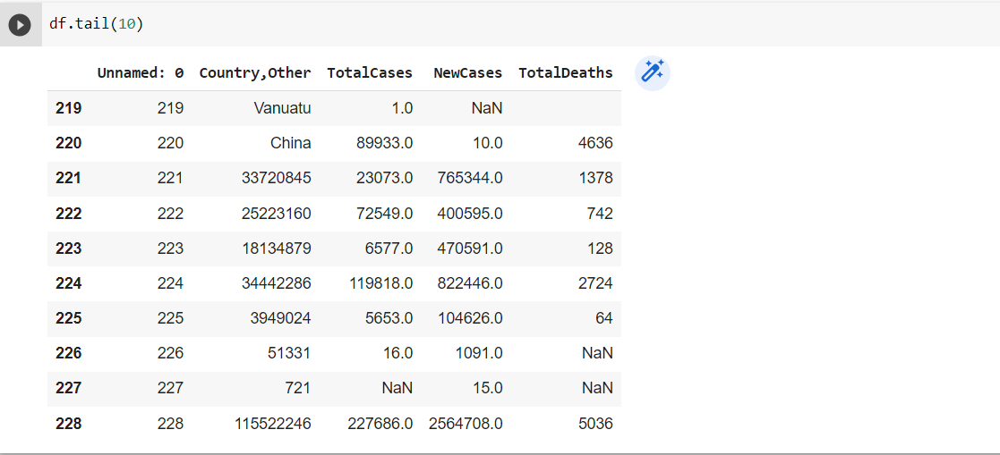 df.tail(10)
Unnamed: 0 Country,Other TotalCases NewCases TotalDeaths
219 219 Vanuatu 1.0 NaN
220 220 China 89933.0 10.0 4636
221 221 33720845 23073.0 765344.0 1378
222 222 25223160 72549.0 400595.0 742
223 223 18134879 6577.0 470591.0 128
224 224 34442286 119818.0 822446.0 2724
225 225 3949024 5653.0 104626.0 64
226 226 51331 16.0 1091.0 NaN
227 227 721 NaN 15.0 NaN
228 228 115522246 227686.0 2564708.0 5036